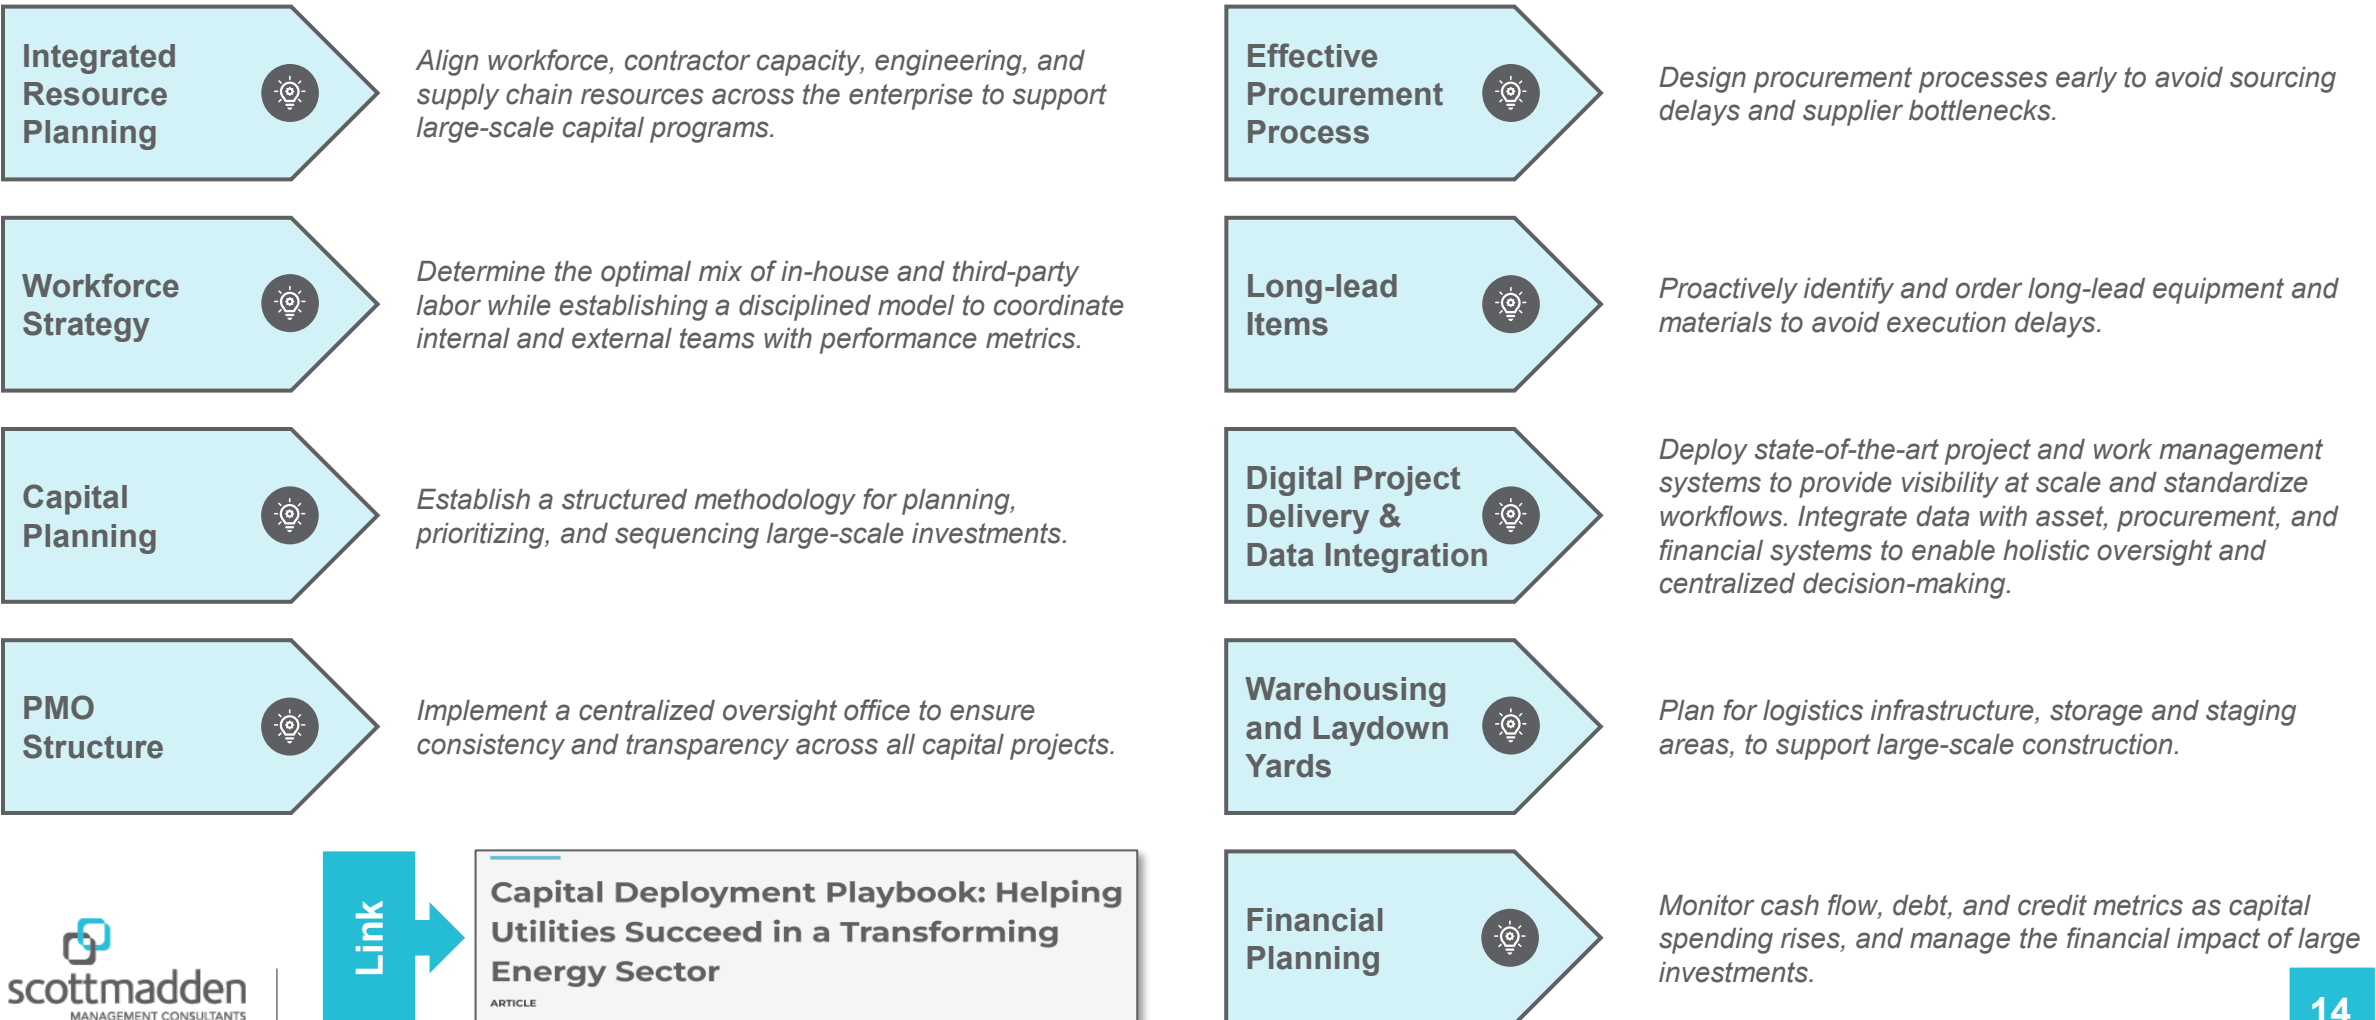 Integrated
Resource
Planning
Align workforce, contractor capacity, engineering, and
supply chain resources across the enterprise to support
large-scale capital programs.
Workforce
Strategy
Determine the optimal mix of in-house and third-party
labor while establishing a disciplined model to coordinate
internal and external teams with performance metrics.
Capital
Planning
Establish a structured methodology for planning,
prioritizing, and sequencing large-scale investments.
PMO
Structure
Implement a centralized oversight office to ensure
consistency and transparency across all capital projects.
Effective
Procurement
Process
Design procurement processes early to avoid sourcing
delays and supplier bottlenecks.
Long-lead
Items
Proactively identify and order long-lead equipment and
materials to avoid execution delays.
Digital Project
Delivery &
Data Integration
Deploy state-of-the-art project and work management
systems to provide visibility at scale and standardize
workflows. Integrate data with asset, procurement, and
financial systems to enable holistic oversight and
centralized decision-making.
Warehousing
and Laydown
Yards
Plan for logistics infrastructure, storage and staging
areas, to support large-scale construction.
Financial
Planning
Monitor cash flow, debt, and credit metrics as capital
spending rises, and manage the financial impact of large
investments.
Link
Capital Deployment Playbook: Helping
Utilities Succeed in a Transforming
Energy Sector
ARTICLE
scottmadden
MANAGEMENT CONSULTANTS
14